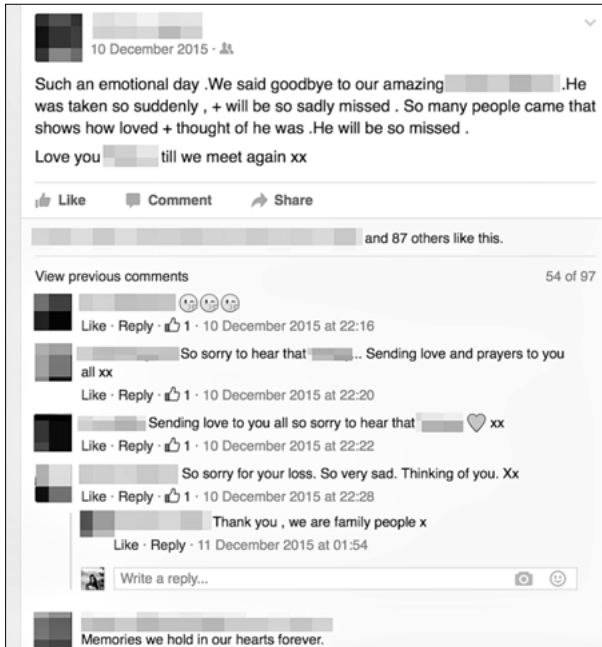 10 December 2015 ·
Such an emotional day .We said goodbye to our amazing .He
was taken so suddenly , + will be so sadly missed . So many people came that
shows how loved + thought of he was .He will be so missed .
Love you till we meet again xx
Like Comment Share
and 87 others like this.
View previous comments 54 of 97
😘😘😘
Like · Reply · 1 · 10 December 2015 at 22:16
So sorry to hear that ... Sending love and prayers to you
all xx
Like · Reply · 1 · 10 December 2015 at 22:20
Sending love to you all so sorry to hear that ♡ xx
Like · Reply · 1 · 10 December 2015 at 22:22
So sorry for your loss. So very sad. Thinking of you. Xx
Like · Reply · 1 · 10 December 2015 at 22:28
Thank you , we are family people x
Like · Reply · 11 December 2015 at 01:54
Write a reply...
Memories we hold in our hearts forever.